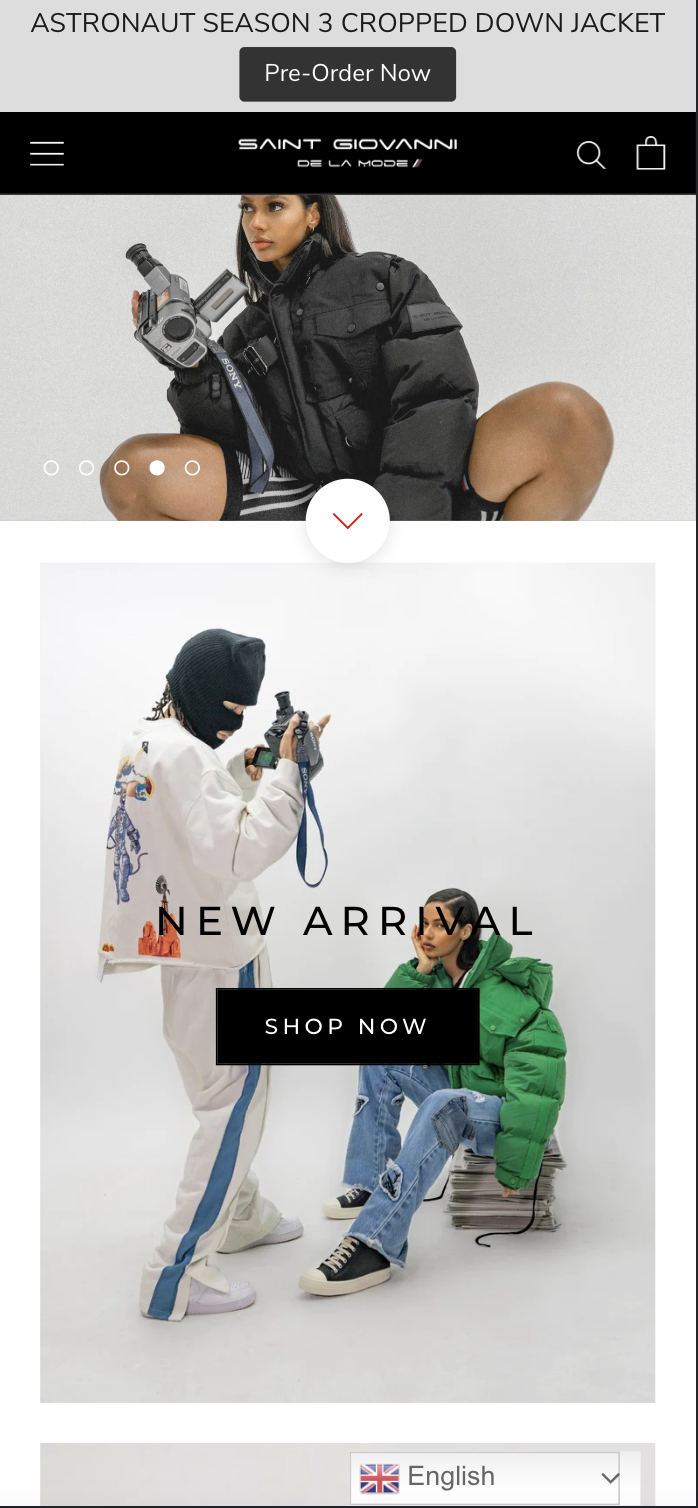 ASTRONAUT SEASON 3 CROPPED DOWN JACKET
Pre-Order Now
SAINT GIOVANNI
DE LA MODE //
SONY
SONY
NEW ARRIVAL
SHOP NOW
English